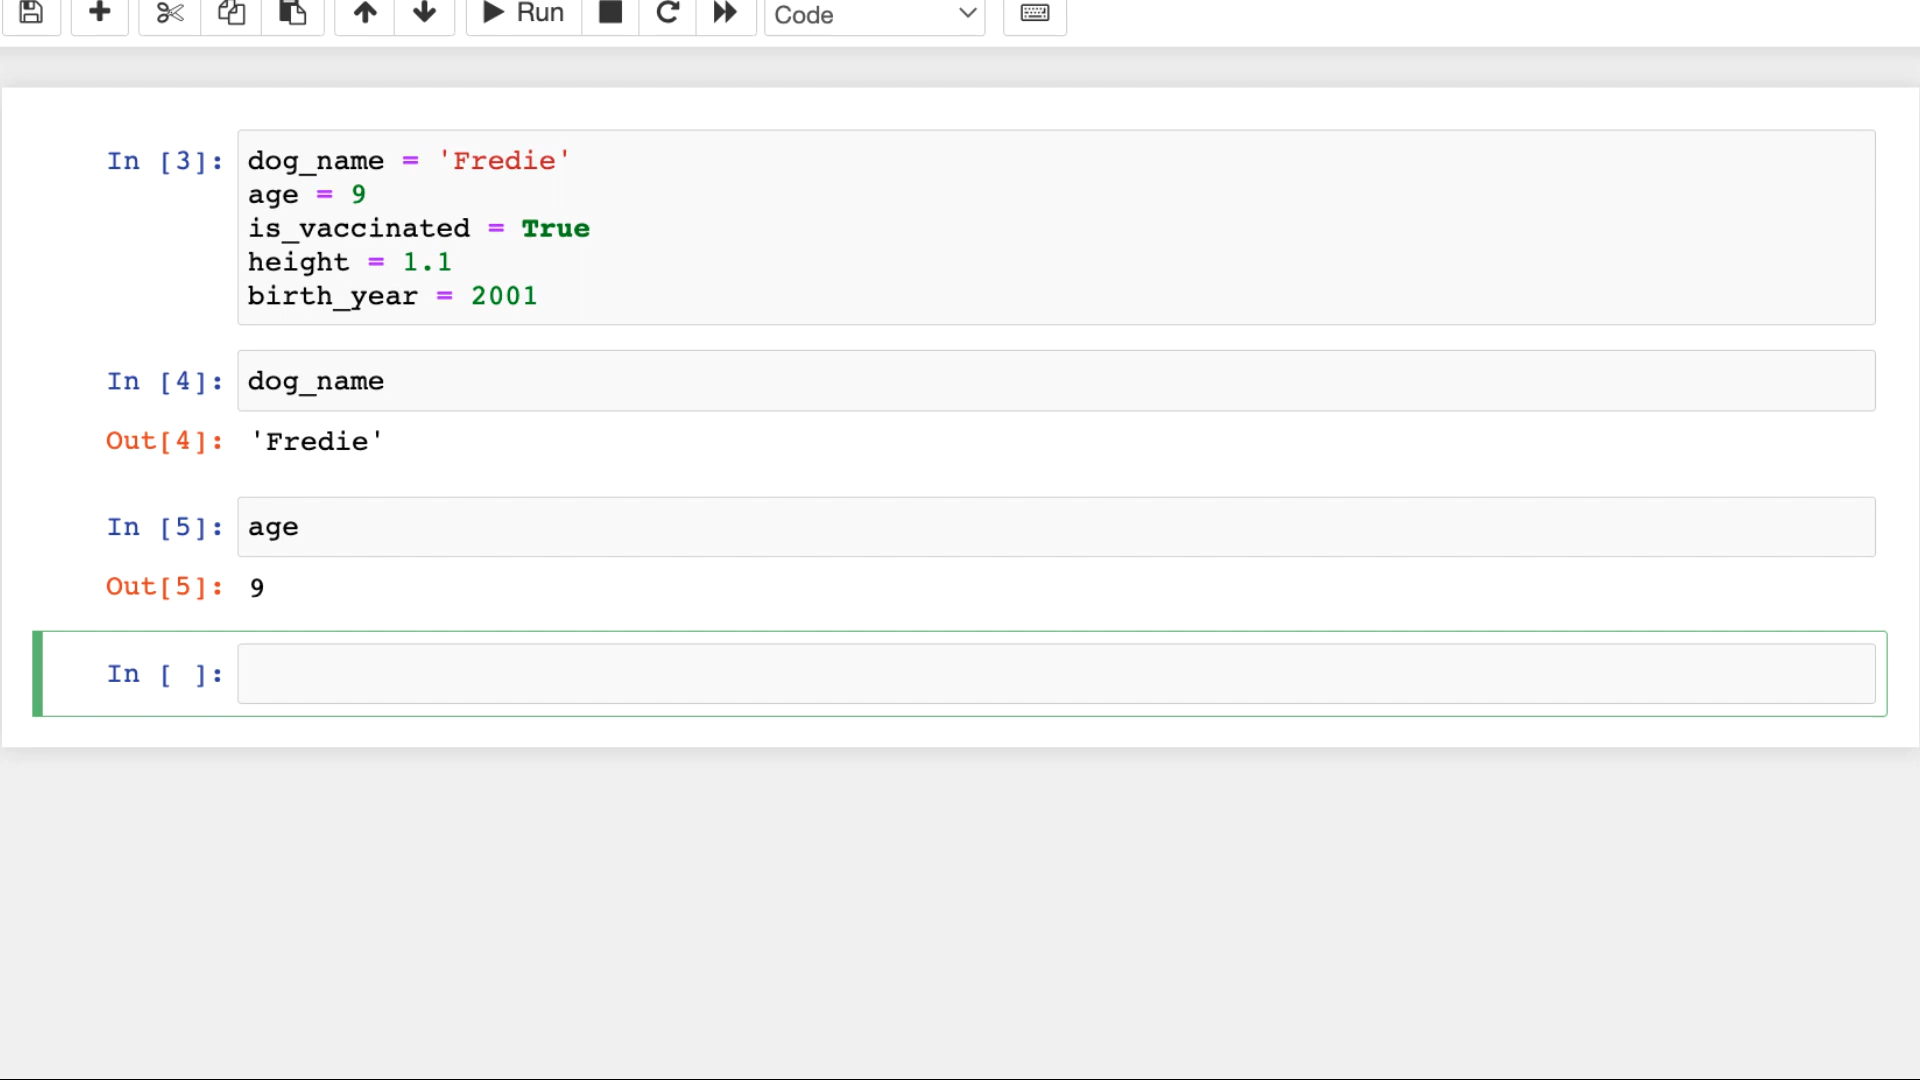 Run Code
In [3]: dog_name = 'Fredie'
age = 9
is_vaccinated = True
height = 1.1
birth_year = 2001
In [4]: dog_name
Out[4]: 'Fredie'
In [5]: age
Out[5]: 9
In [ ]: